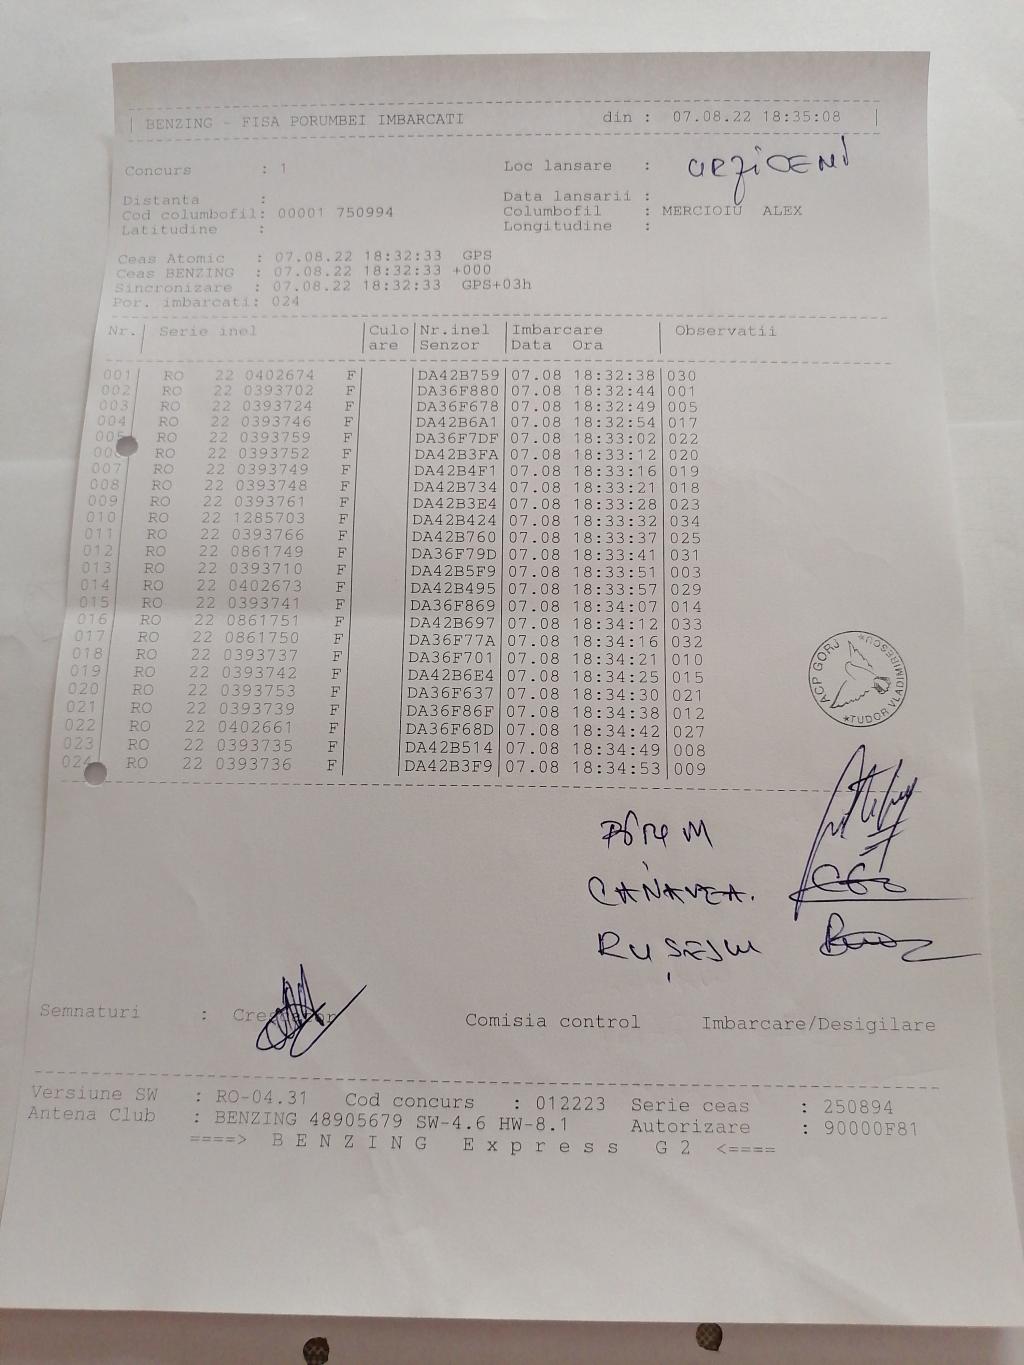 | BENZING - FISA PORUMBEI IMBARCATI din : 07.08.22 18:35:08 |
Concurs : 1 Loc lansare : URZICENI
Distanta : Data lansarii :
Cod columbofil: 00001 750994 Columbofil : MERCIOIU ALEX
Latitudine : Longitudine :
Ceas Atomic : 07.08.22 18:32:33 GPS
Ceas BENZING : 07.08.22 18:32:33 +000
Sincronizare : 07.08.22 18:32:33 GPS+03h
Por. imbarcati: 024
Nr. | Serie inel | Culo | Nr.inel | Imbarcare | Observatii
are | Senzor | Data Ora
001 RO 22 0402674 F DA42B759 07.08 18:32:38 030
002 RO 22 0393702 F DA36F880 07.08 18:32:44 001
003 RO 22 0393724 F DA36F678 07.08 18:32:49 005
004 RO 22 0393746 F DA42B6A1 07.08 18:32:54 017
005 RO 22 0393759 F DA36F7DF 07.08 18:33:02 022
006 RO 22 0393752 F DA42B3FA 07.08 18:33:12 020
007 RO 22 0393749 F DA42B4F1 07.08 18:33:16 019
008 RO 22 0393748 F DA42B734 07.08 18:33:21 018
009 RO 22 0393761 F DA42B3E4 07.08 18:33:28 023
010 RO 22 1285703 F DA42B424 07.08 18:33:32 034
011 RO 22 0393766 F DA42B760 07.08 18:33:37 025
012 RO 22 0861749 F DA36F79D 07.08 18:33:41 031
013 RO 22 0393710 F DA42B5F9 07.08 18:33:51 003
014 RO 22 0402673 F DA42B495 07.08 18:33:57 029
015 RO 22 0393741 F DA36F869 07.08 18:34:07 014
016 RO 22 0861751 F DA42B697 07.08 18:34:12 033
017 RO 22 0861750 F DA36F77A 07.08 18:34:16 032
018 RO 22 0393737 F DA36F701 07.08 18:34:21 010
019 RO 22 0393742 F DA42B6E4 07.08 18:34:25 015
020 RO 22 0393753 F DA36F637 07.08 18:34:30 021
021 RO 22 0393739 F DA36F86F 07.08 18:34:38 012
022 RO 22 0402661 F DA36F68D 07.08 18:34:42 027
023 RO 22 0393735 F DA42B514 07.08 18:34:49 008
024 RO 22 0393736 F DA42B3F9 07.08 18:34:53 009
ACP GORJ *TUDOR VLADIMIRESCU*
CANAVEA.
Semnaturi : Crescator Comisia control Imbarcare/Desigilare
Versiune SW : RO-04.31 Cod concurs : 012223 Serie ceas : 250894
Antena Club : BENZING 48905679 SW-4.6 HW-8.1 Autorizare : 90000F81
====> B E N Z I N G E x p r e s s G 2 <====